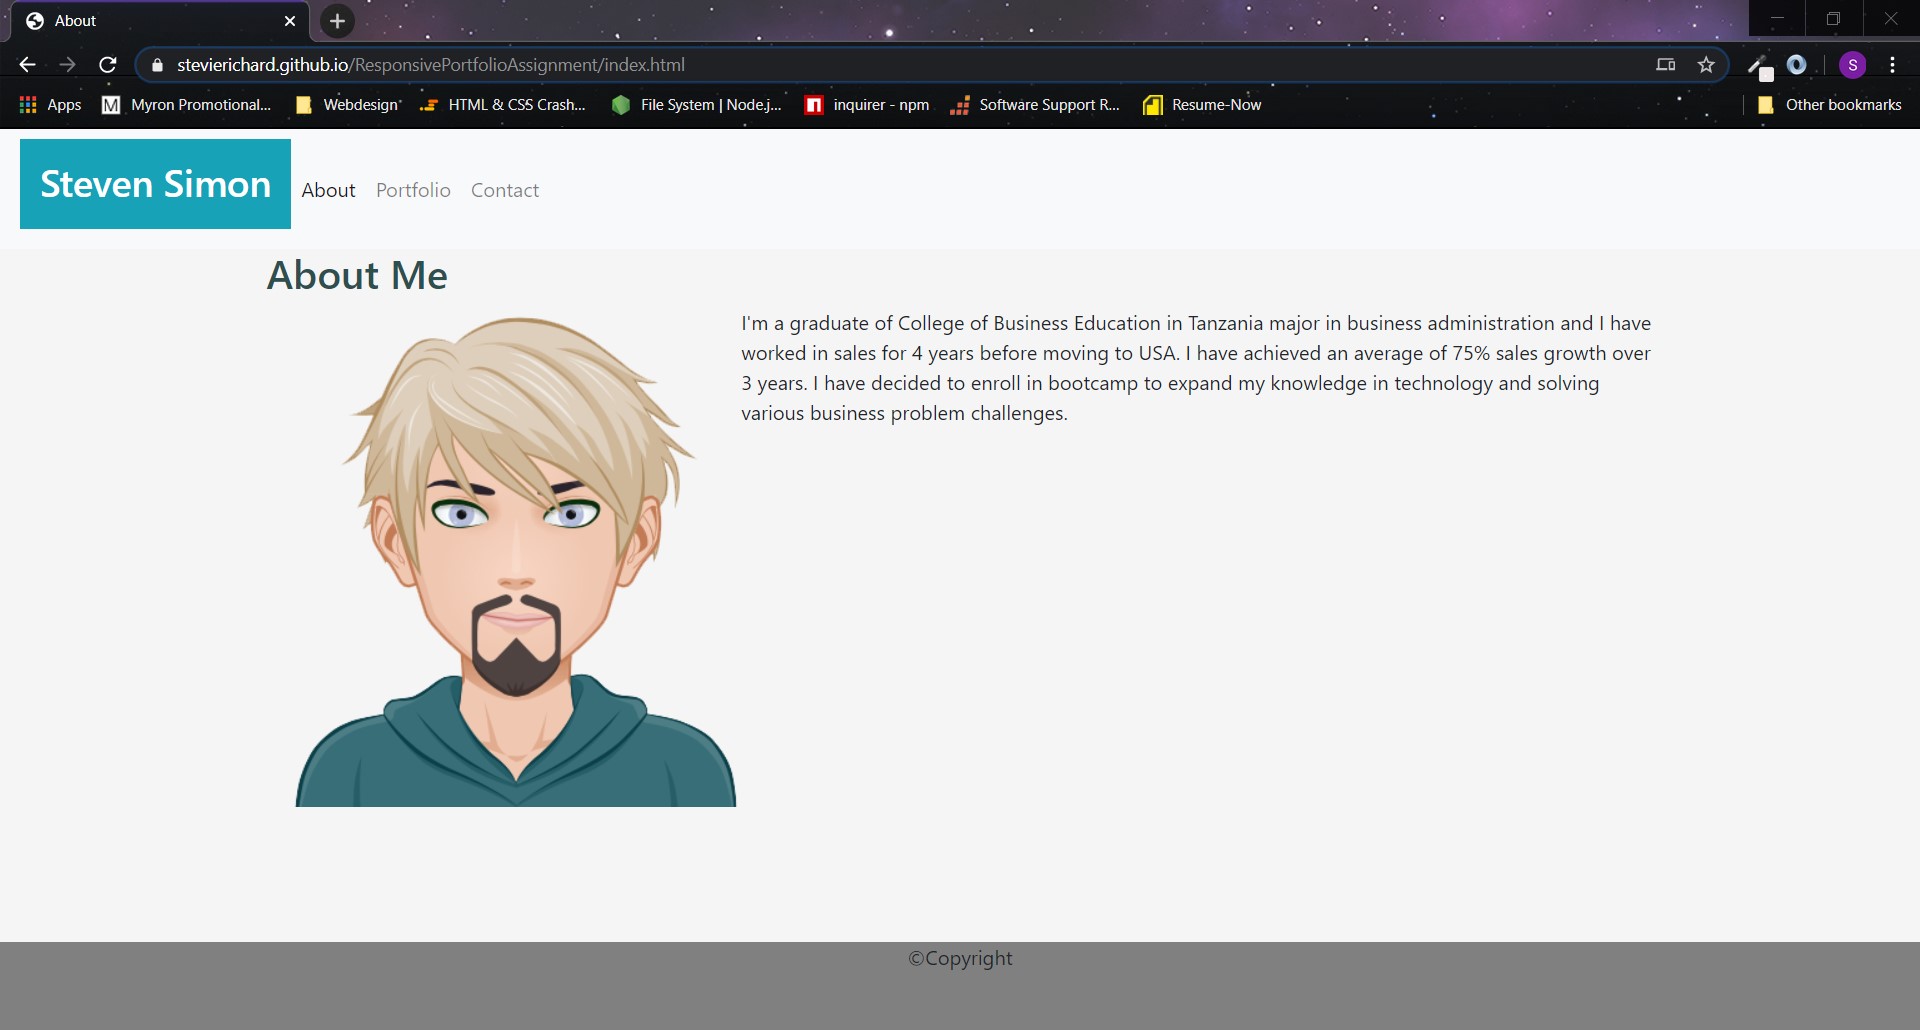 About
stevierichard.github.io/ResponsivePortfolioAssignment/index.html
S
Apps
M Myron Promotional...
Webdesign
HTML & CSS Crash...
File System | Node.j...
inquirer - npm
Software Support R...
Resume-Now
Other bookmarks
Steven Simon
About Portfolio Contact
About Me
I'm a graduate of College of Business Education in Tanzania major in business administration and I have
worked in sales for 4 years before moving to USA. I have achieved an average of 75% sales growth over
3 years. I have decided to enroll in bootcamp to expand my knowledge in technology and solving
various business problem challenges.
©Copyright